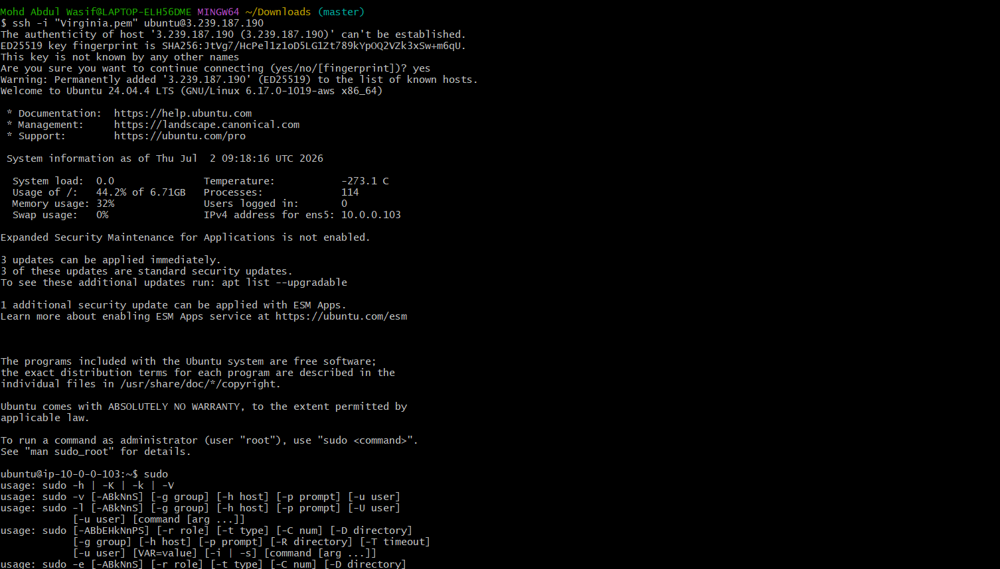 Mohd Abdul Wasif@LAPTOP-ELH56DME MINGW64 ~/Downloads (master)
$ ssh -i "Virginia.pem" ubuntu@3.239.187.190
The authenticity of host '3.239.187.190 (3.239.187.190)' can't be established.
ED25519 key fingerprint is SHA256:JtVg7/HcPel1z1oD5LG1Zt789kYpOQ2VZk3xSw+m6qU.
This key is not known by any other names
Are you sure you want to continue connecting (yes/no/[fingerprint])? yes
Warning: Permanently added '3.239.187.190' (ED25519) to the list of known hosts.
Welcome to Ubuntu 24.04.4 LTS (GNU/Linux 6.17.0-1019-aws x86_64)

 * Documentation:  https://help.ubuntu.com
 * Management:     https://landscape.canonical.com
 * Support:        https://ubuntu.com/pro

 System information as of Thu Jul  2 09:18:16 UTC 2026

  System load:  0.0               Temperature:           -273.1 C
  Usage of /:   44.2% of 6.71GB   Processes:             114
  Memory usage: 32%               Users logged in:       0
  Swap usage:   0%                IPv4 address for ens5: 10.0.0.103

Expanded Security Maintenance for Applications is not enabled.

3 updates can be applied immediately.
3 of these updates are standard security updates.
To see these additional updates run: apt list --upgradable

1 additional security update can be applied with ESM Apps.
Learn more about enabling ESM Apps service at https://ubuntu.com/esm

The programs included with the Ubuntu system are free software;
the exact distribution terms for each program are described in the
individual files in /usr/share/doc/*/copyright.

Ubuntu comes with ABSOLUTELY NO WARRANTY, to the extent permitted by
applicable law.

To run a command as administrator (user "root"), use "sudo <command>".
See "man sudo_root" for details.

ubuntu@ip-10-0-0-103:~$ sudo
usage: sudo -h | -K | -k | -V
usage: sudo -v [-ABkNnS] [-g group] [-h host] [-p prompt] [-u user]
usage: sudo -l [-ABkNnS] [-g group] [-h host] [-p prompt] [-U user]
            [-u user] [command [arg ...]]
usage: sudo [-ABbEHkNnPS] [-r role] [-t type] [-C num] [-D directory]
            [-g group] [-h host] [-p prompt] [-R directory] [-T timeout]
            [-u user] [VAR=value] [-i | -s] [command [arg ...]]
usage: sudo -e [-ABkNnS] [-r role] [-t type] [-C num] [-D directory]